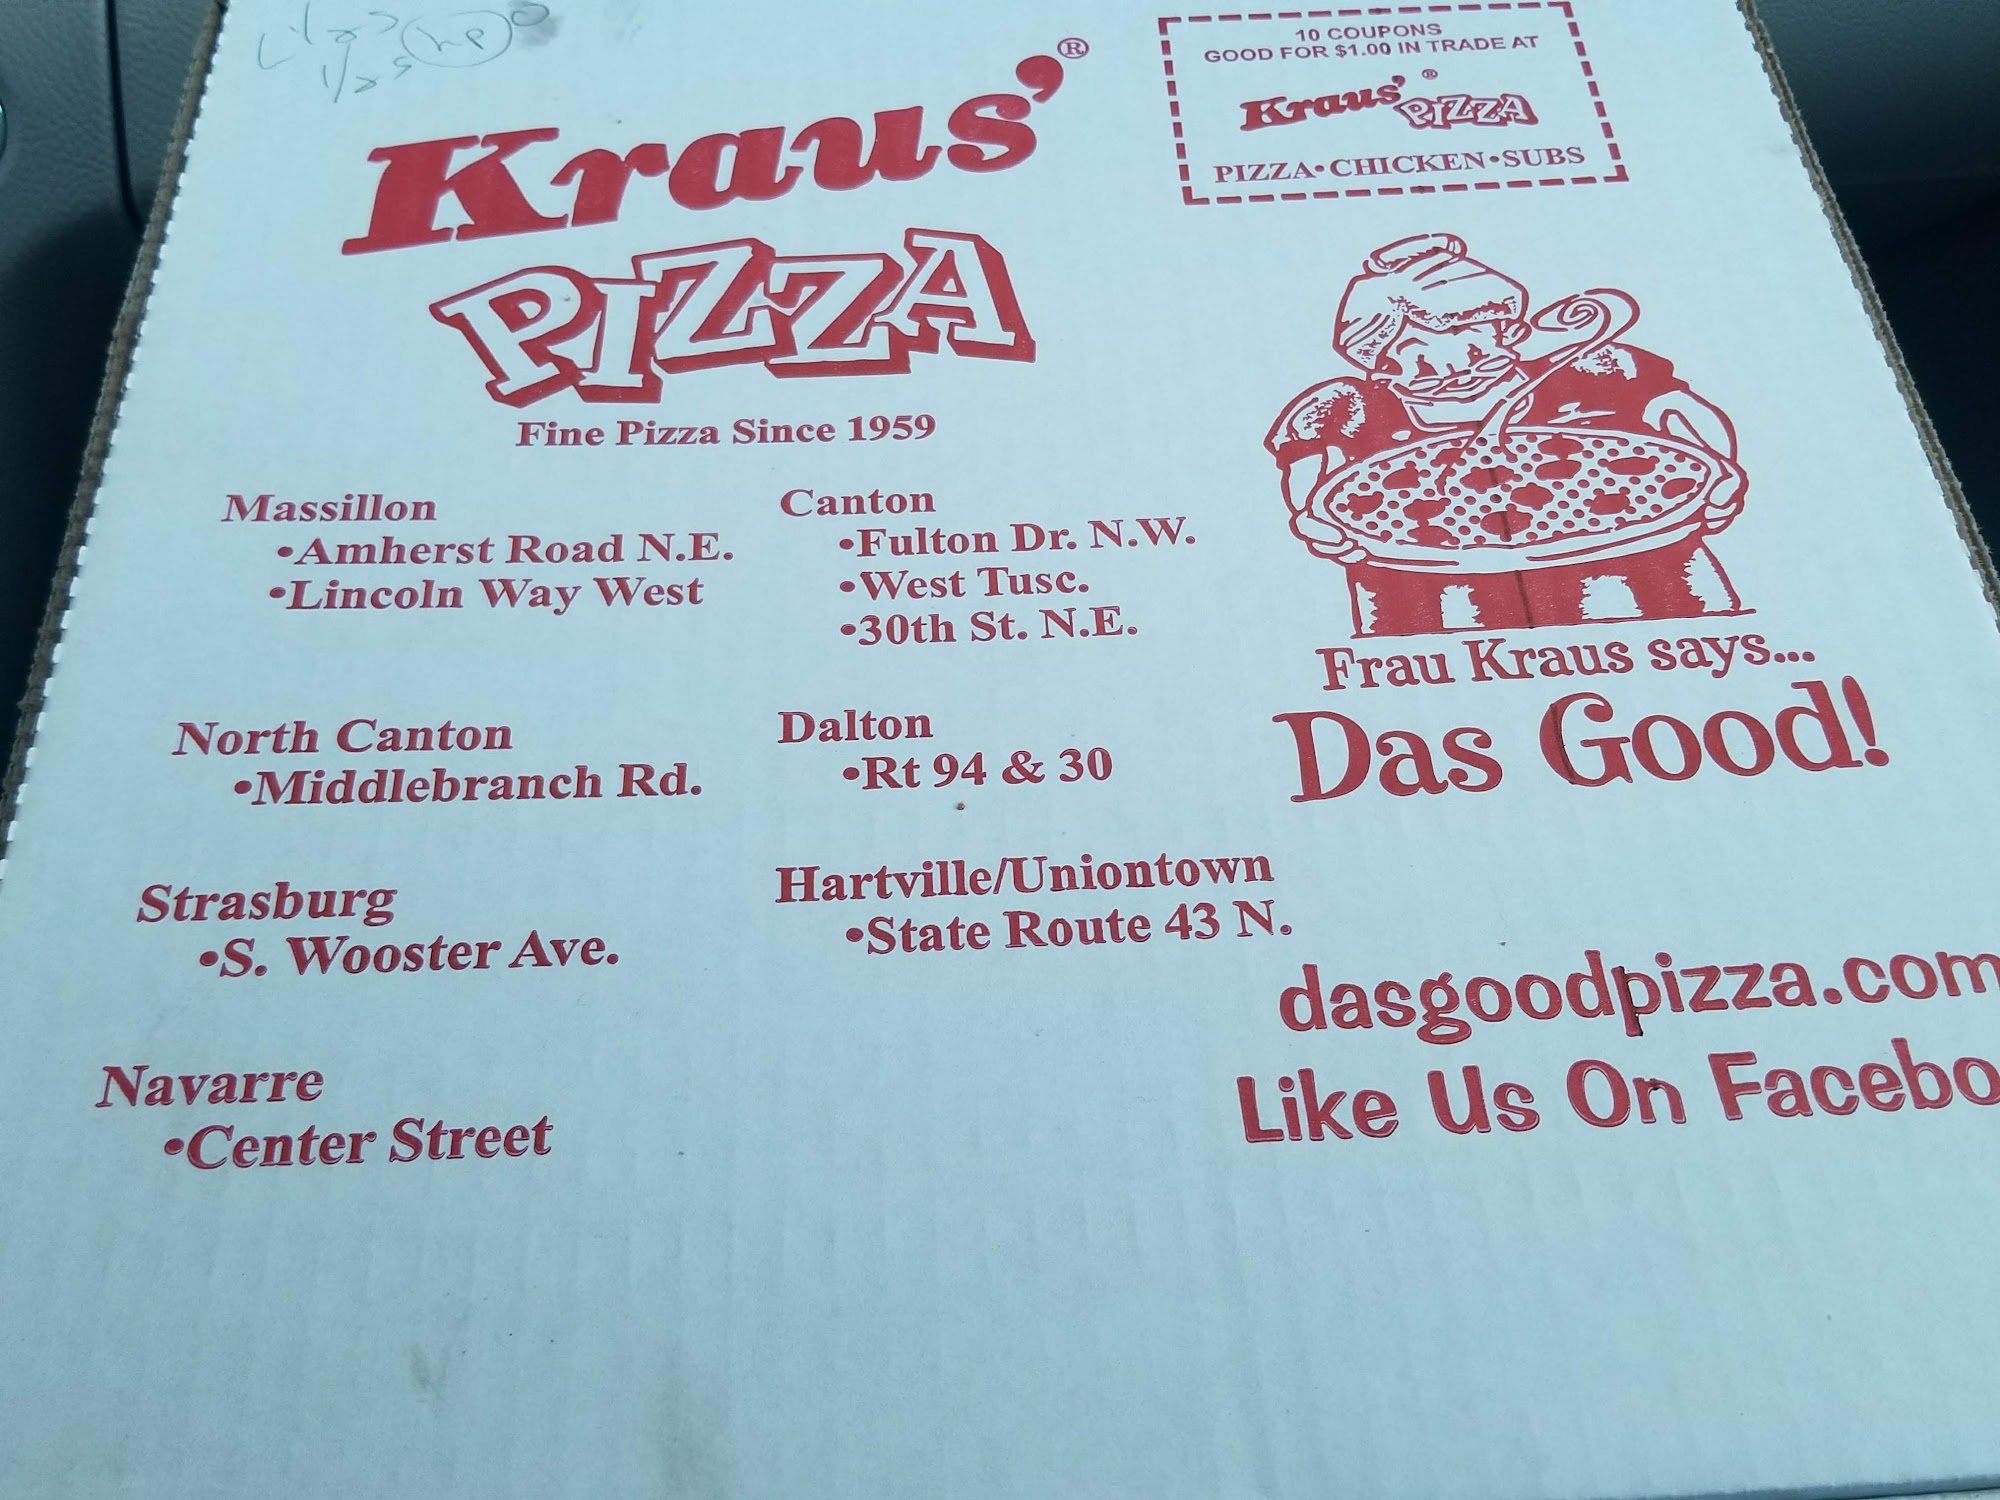 Kraus'®
PIZZA
Fine Pizza Since 1959
10 COUPONS
GOOD FOR $1.00 IN TRADE AT
Kraus'®
PIZZA
PIZZA•CHICKEN•SUBS
Massillon
•Amherst Road N.E.
•Lincoln Way West
Canton
•Fulton Dr. N.W.
•West Tusc.
•30th St. N.E.
North Canton
•Middlebranch Rd.
Dalton
•Rt 94 & 30
Strasburg
•S. Wooster Ave.
Hartville/Uniontown
•State Route 43 N.
Navarre
•Center Street
Frau Kraus says...
Das Good!
dasgoodpizza.com
Like Us On Facebo